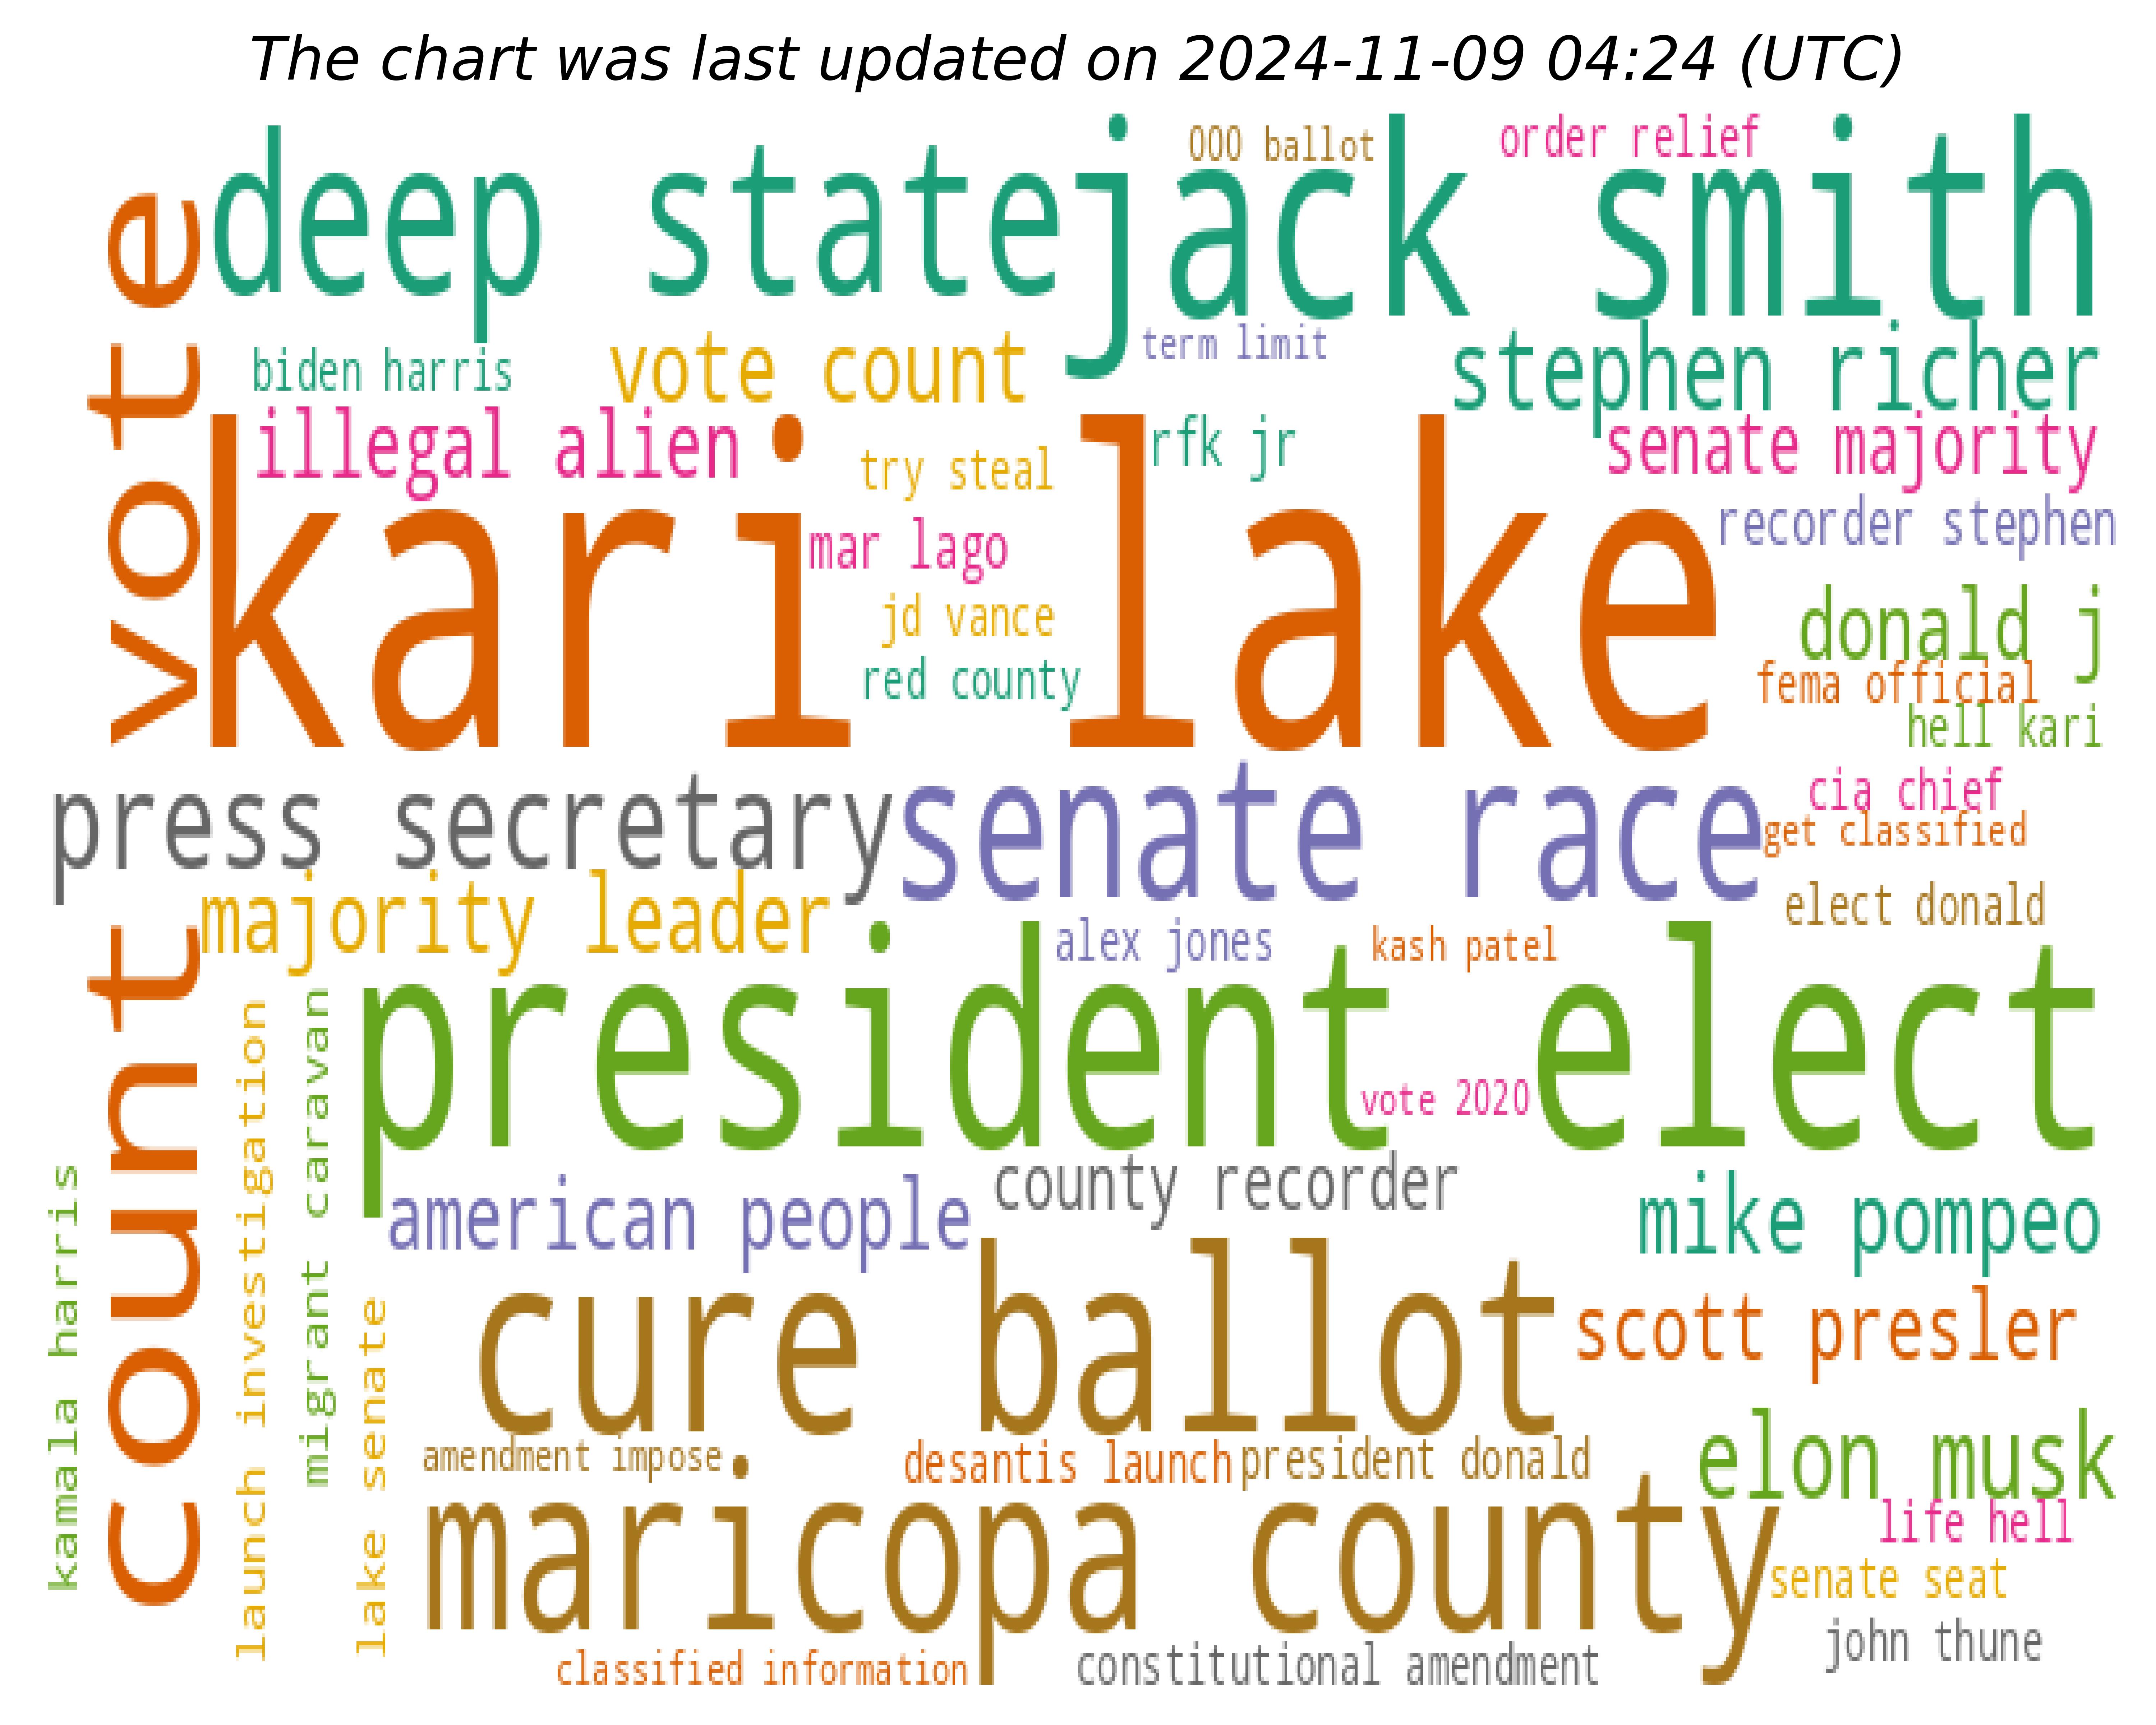 The chart was last updated on 2024-11-09 04:24 (UTC)
000 ballot
order relief
deep state
jack smith
vote count
biden harris
vote count
term limit
stephen richer
illegal alien
try steal
rfk jr
senate majority
kari lake
mar lago
recorder stephen
jd vance
donald j
red county
fema official
hell kari
press secretary
senate race
cia chief
get classified
majority leader
elect donald
alex jones
kash patel
president elect
launch investigation
migrant caravan
vote 2020
kamala harris
american people
county recorder
mike pompeo
lake senate
cure ballot
scott presler
amendment impose
desantis launch
president donald
elon musk
maricopa county
life hell
senate seat
john thune
classified information
constitutional amendment